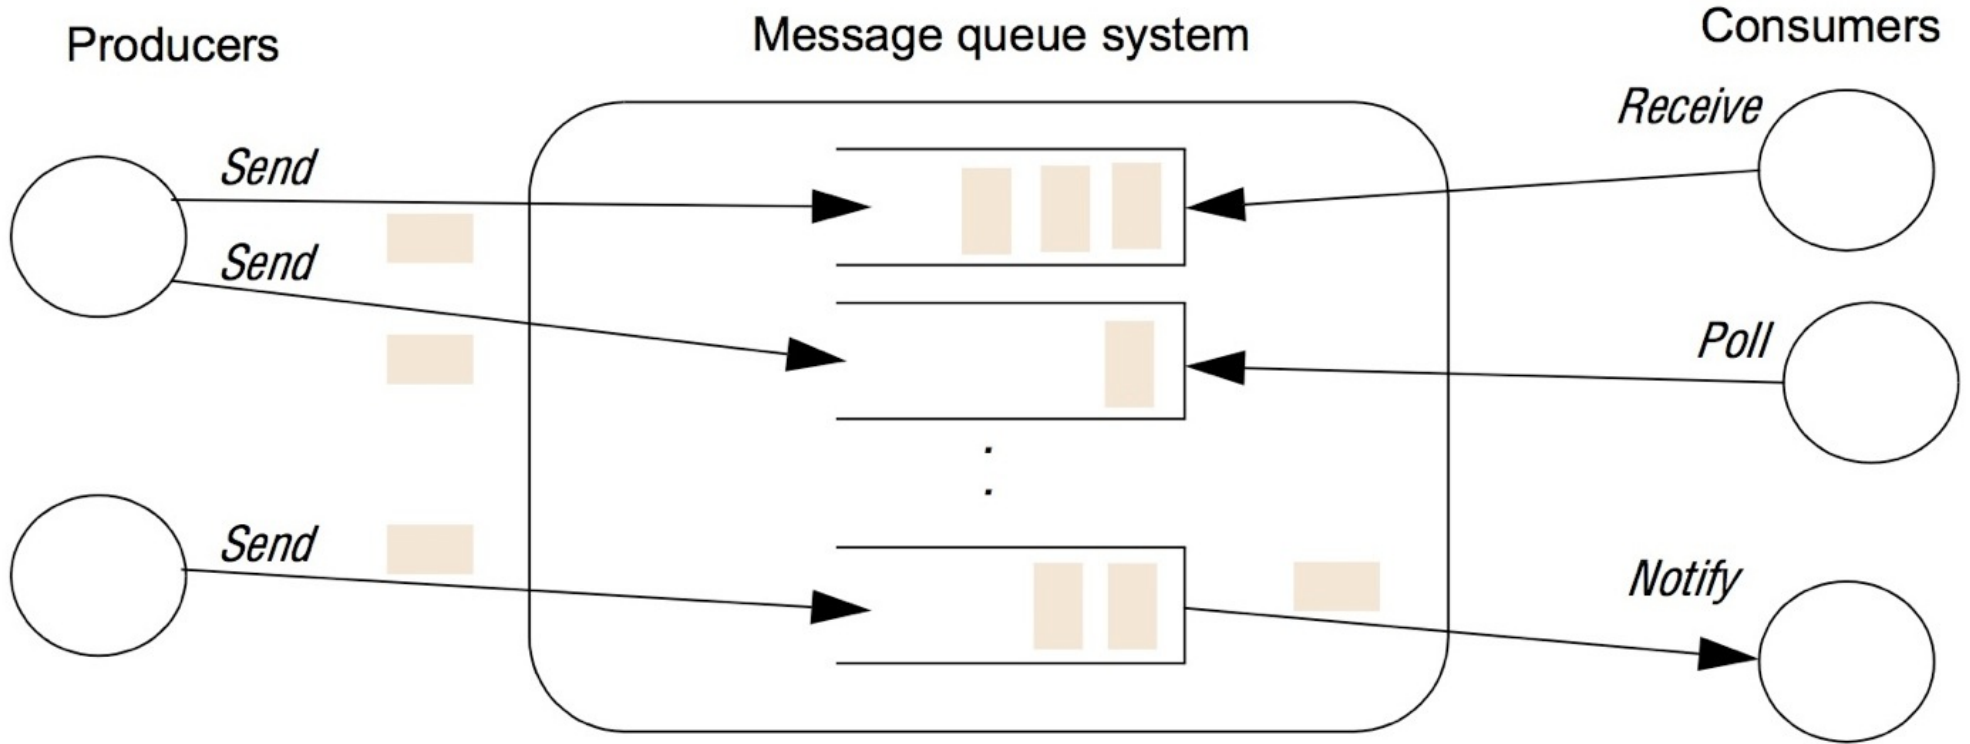 Producers
Message queue system
Consumers
Send
Receive
Send
Poll
Send
Notify